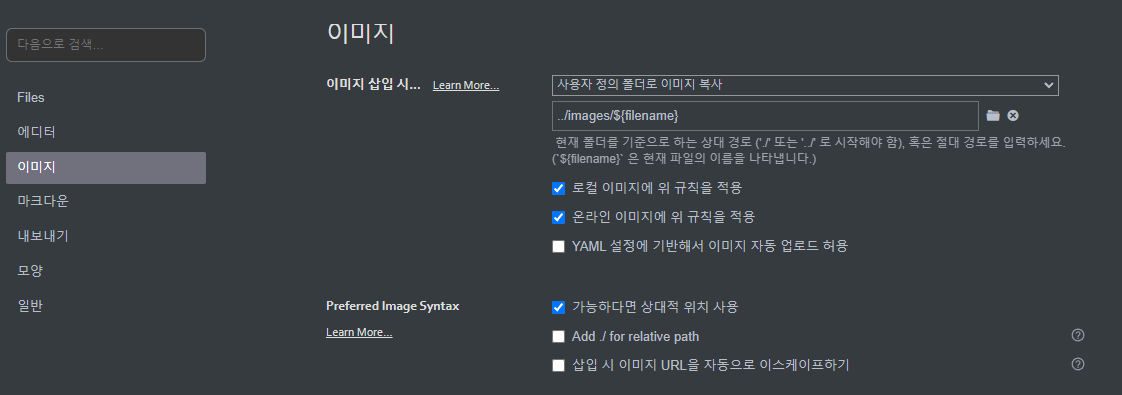 다음으로 검색...
Files
에디터
이미지
마크다운
내보내기
모양
일반
이미지
이미지 삽입 시... Learn More...
사용자 정의 폴더로 이미지 복사
../images/${filename}
현재 폴더를 기준으로 하는 상대 경로 ('./' 또는 '../' 로 시작해야 함), 혹은 절대 경로를 입력하세요.
(`${filename}` 은 현재 파일의 이름을 나타냅니다.)
로컬 이미지에 위 규칙을 적용
온라인 이미지에 위 규칙을 적용
YAML 설정에 기반해서 이미지 자동 업로드 허용
Preferred Image Syntax
Learn More...
가능하다면 상대적 위치 사용
Add ./ for relative path
삽입 시 이미지 URL을 자동으로 이스케이프하기